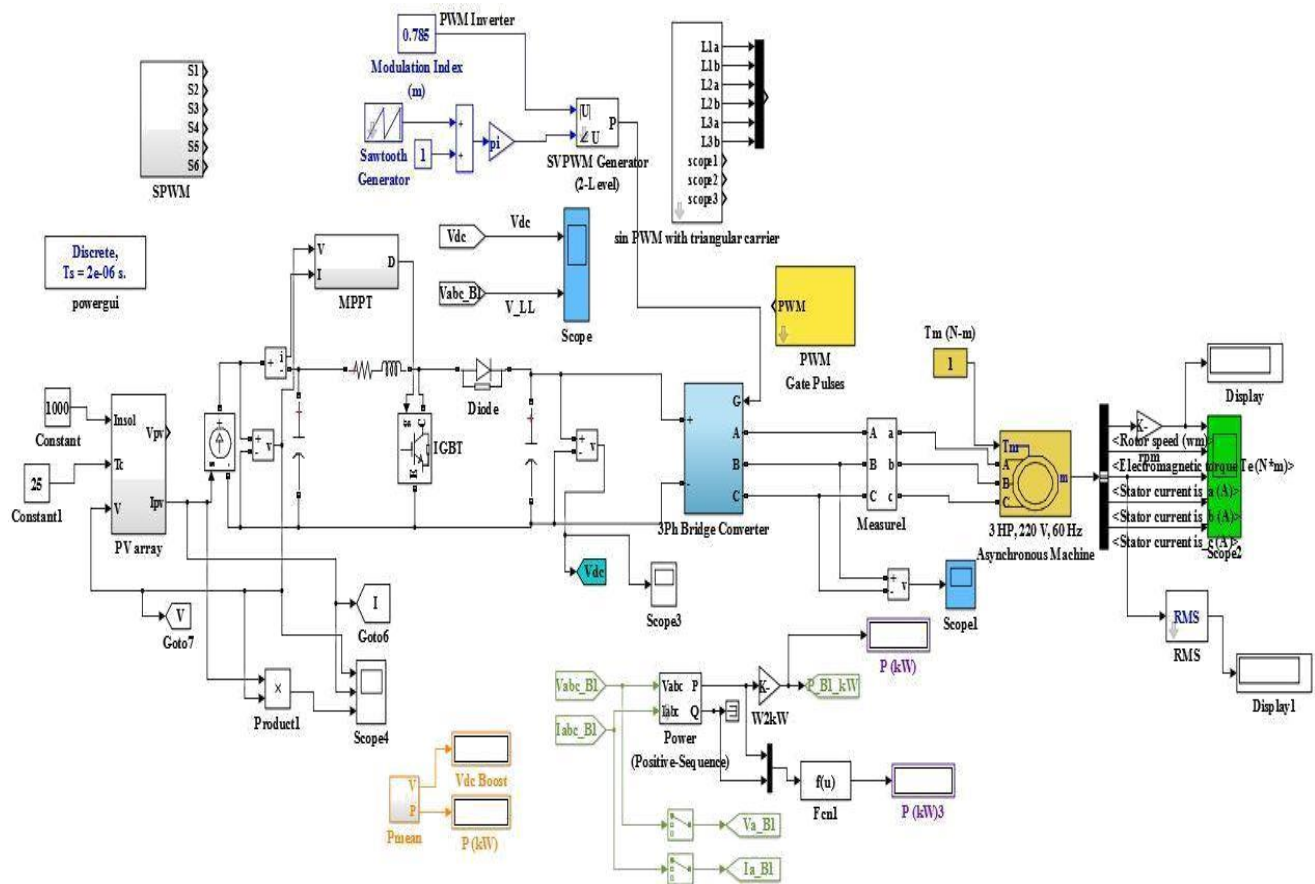 PWM Inverter
0.785
Modulation Index
(m)
S1
S2
S3
S4
S5
S6
SPWM
L1a
L1b
L2a
L2b
L3a
L3b
scope1
scope2
scope3
sin PWM with triangular carrier
Sawtooth
Generator
1
+
+
pi
|U|
∠U
P
SVPWM Generator
(2-Level)
Discrete,
Ts = 2e-06 s.
powergui
V
I
D
MPPT
Vdc
Vdc
Vabc_B1
V_LL
Scope
PWM
PWM
Gate Pulses
Tm (N-m)
1
Display
1000
Constant
25
Constant1
Insol
Tc
V
Vpv
Ipv
PV array
+
-
i
+
-
v
Diode
IGBT
+
-
v
G
+
-
A
B
C
3Ph Bridge Converter
A
B
C
a
b
c
Measure1
Tm
A
B
C
m
3 HP, 220 V, 60 Hz
Asynchronous Machine
K-
<Rotor speed (wm)>
rpm
<Electromagnetic torque Te (N*m)>
<Stator current is_a (A)>
<Stator current is_b (A)>
<Stator current is_c (A)>
Scope2
V
Goto7
I
Goto6
×
Product1
Scope4
Vdc
Scope3
+
-
v
Scope1
RMS
RMS
Display1
P (kW)
Vabc_B1
Iabc_B1
Vabc
Iabc
P
Q
Power
(Positive-Sequence)
K-
W2kW
P_B1_kW
f(u)
Fcn1
P (kW)3
V
P
Pmean
Vdc Boost
P (kW)
Va_B1
Ia_B1